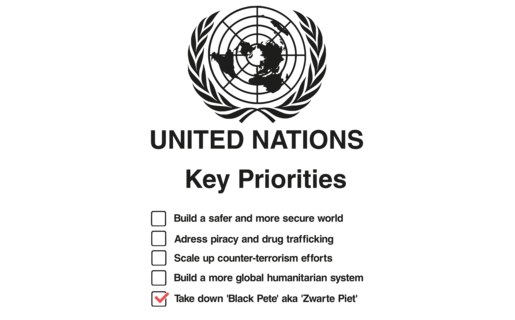 UNITED NATIONS
Key Priorities
Build a safer and more secure world
Adress piracy and drug trafficking
Scale up counter-terrorism efforts
Build a more global humanitarian system
Take down 'Black Pete' aka 'Zwarte Piet'